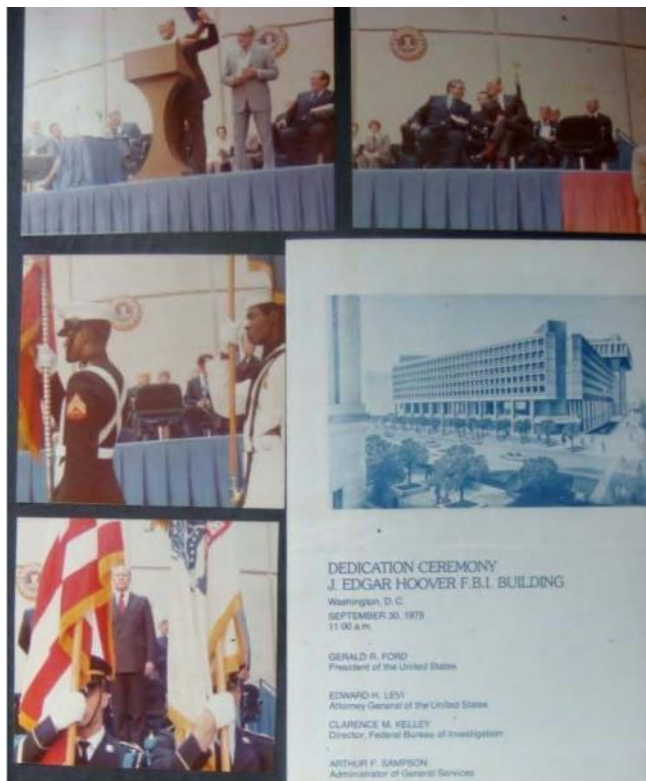 DEDICATION CEREMONY
J. EDGAR HOOVER F.B.I. BUILDING
Washington, D. C.
SEPTEMBER 30, 1975
11:00 a.m.
GERALD R. FORD
President of the United States
EDWARD H. LEVI
Attorney General of the United States
CLARENCE M. KELLEY
Director, Federal Bureau of Investigation
ARTHUR F. SAMPSON
Administrator of General Services